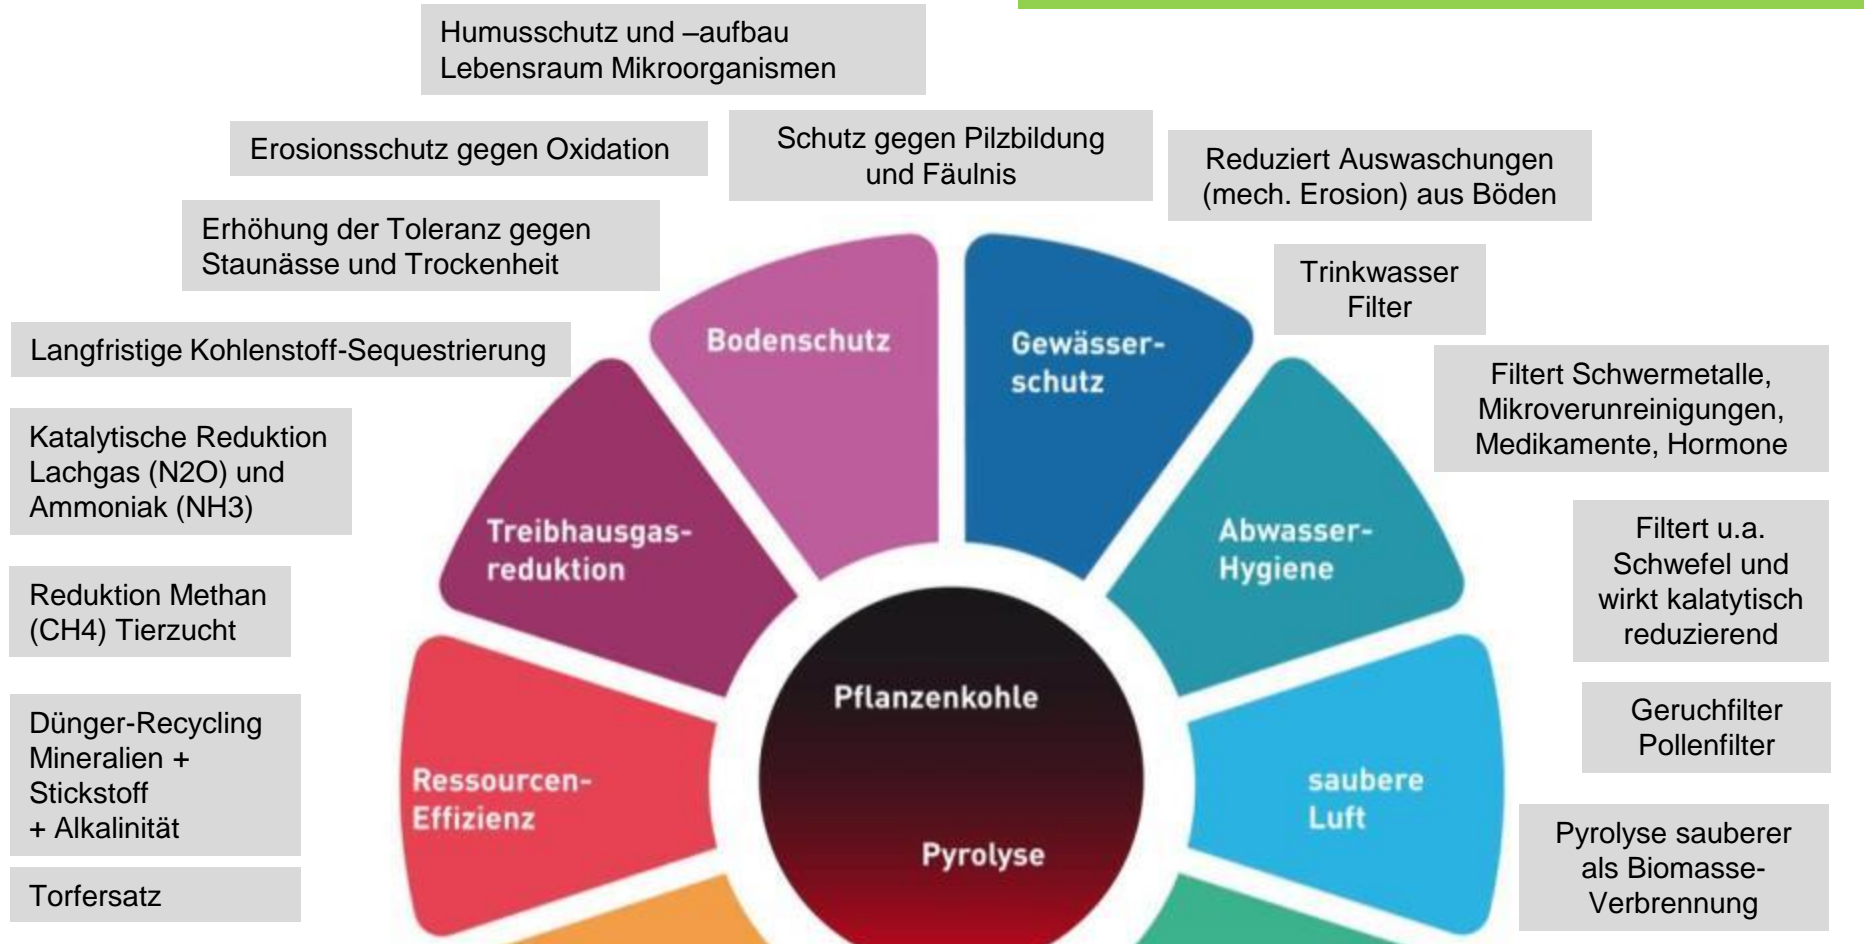 Humusschutz und –aufbau
Lebensraum Mikroorganismen
Erosionsschutz gegen Oxidation
Schutz gegen Pilzbildung
und Fäulnis
Reduziert Auswaschungen
(mech. Erosion) aus Böden
Erhöhung der Toleranz gegen
Staunässe und Trockenheit
Trinkwasser
Filter
Langfristige Kohlenstoff-Sequestrierung
Bodenschutz
Gewässer-
schutz
Filtert Schwermetalle,
Mikroverunreinigungen,
Medikamente, Hormone
Katalytische Reduktion
Lachgas (N2O) und
Ammoniak (NH3)
Treibhausgas-
reduktion
Abwasser-
Hygiene
Filtert u.a.
Schwefel und
wirkt kalatytisch
reduzierend
Reduktion Methan
(CH4) Tierzucht
Pflanzenkohle
Geruchfilter
Pollenfilter
Dünger-Recycling
Mineralien +
Stickstoff
+ Alkalinität
Ressourcen-
Effizienz
saubere
Luft
Pyrolyse
Pyrolyse sauberer
als Biomasse-
Verbrennung
Torfersatz